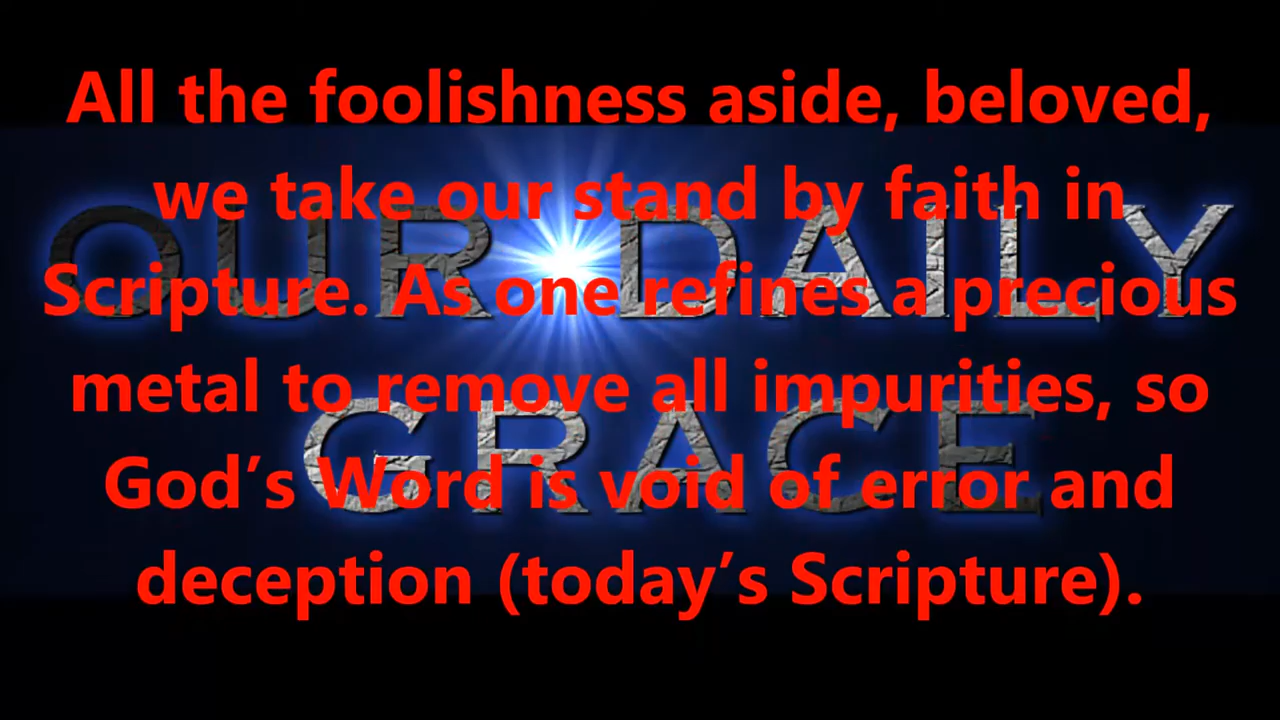 All the foolishness aside, beloved,
we take our stand by faith in
Scripture. As one refines a precious
metal to remove all impurities, so
God’s Word is void of error and
deception (today’s Scripture).
OUR DAILY
GRACE